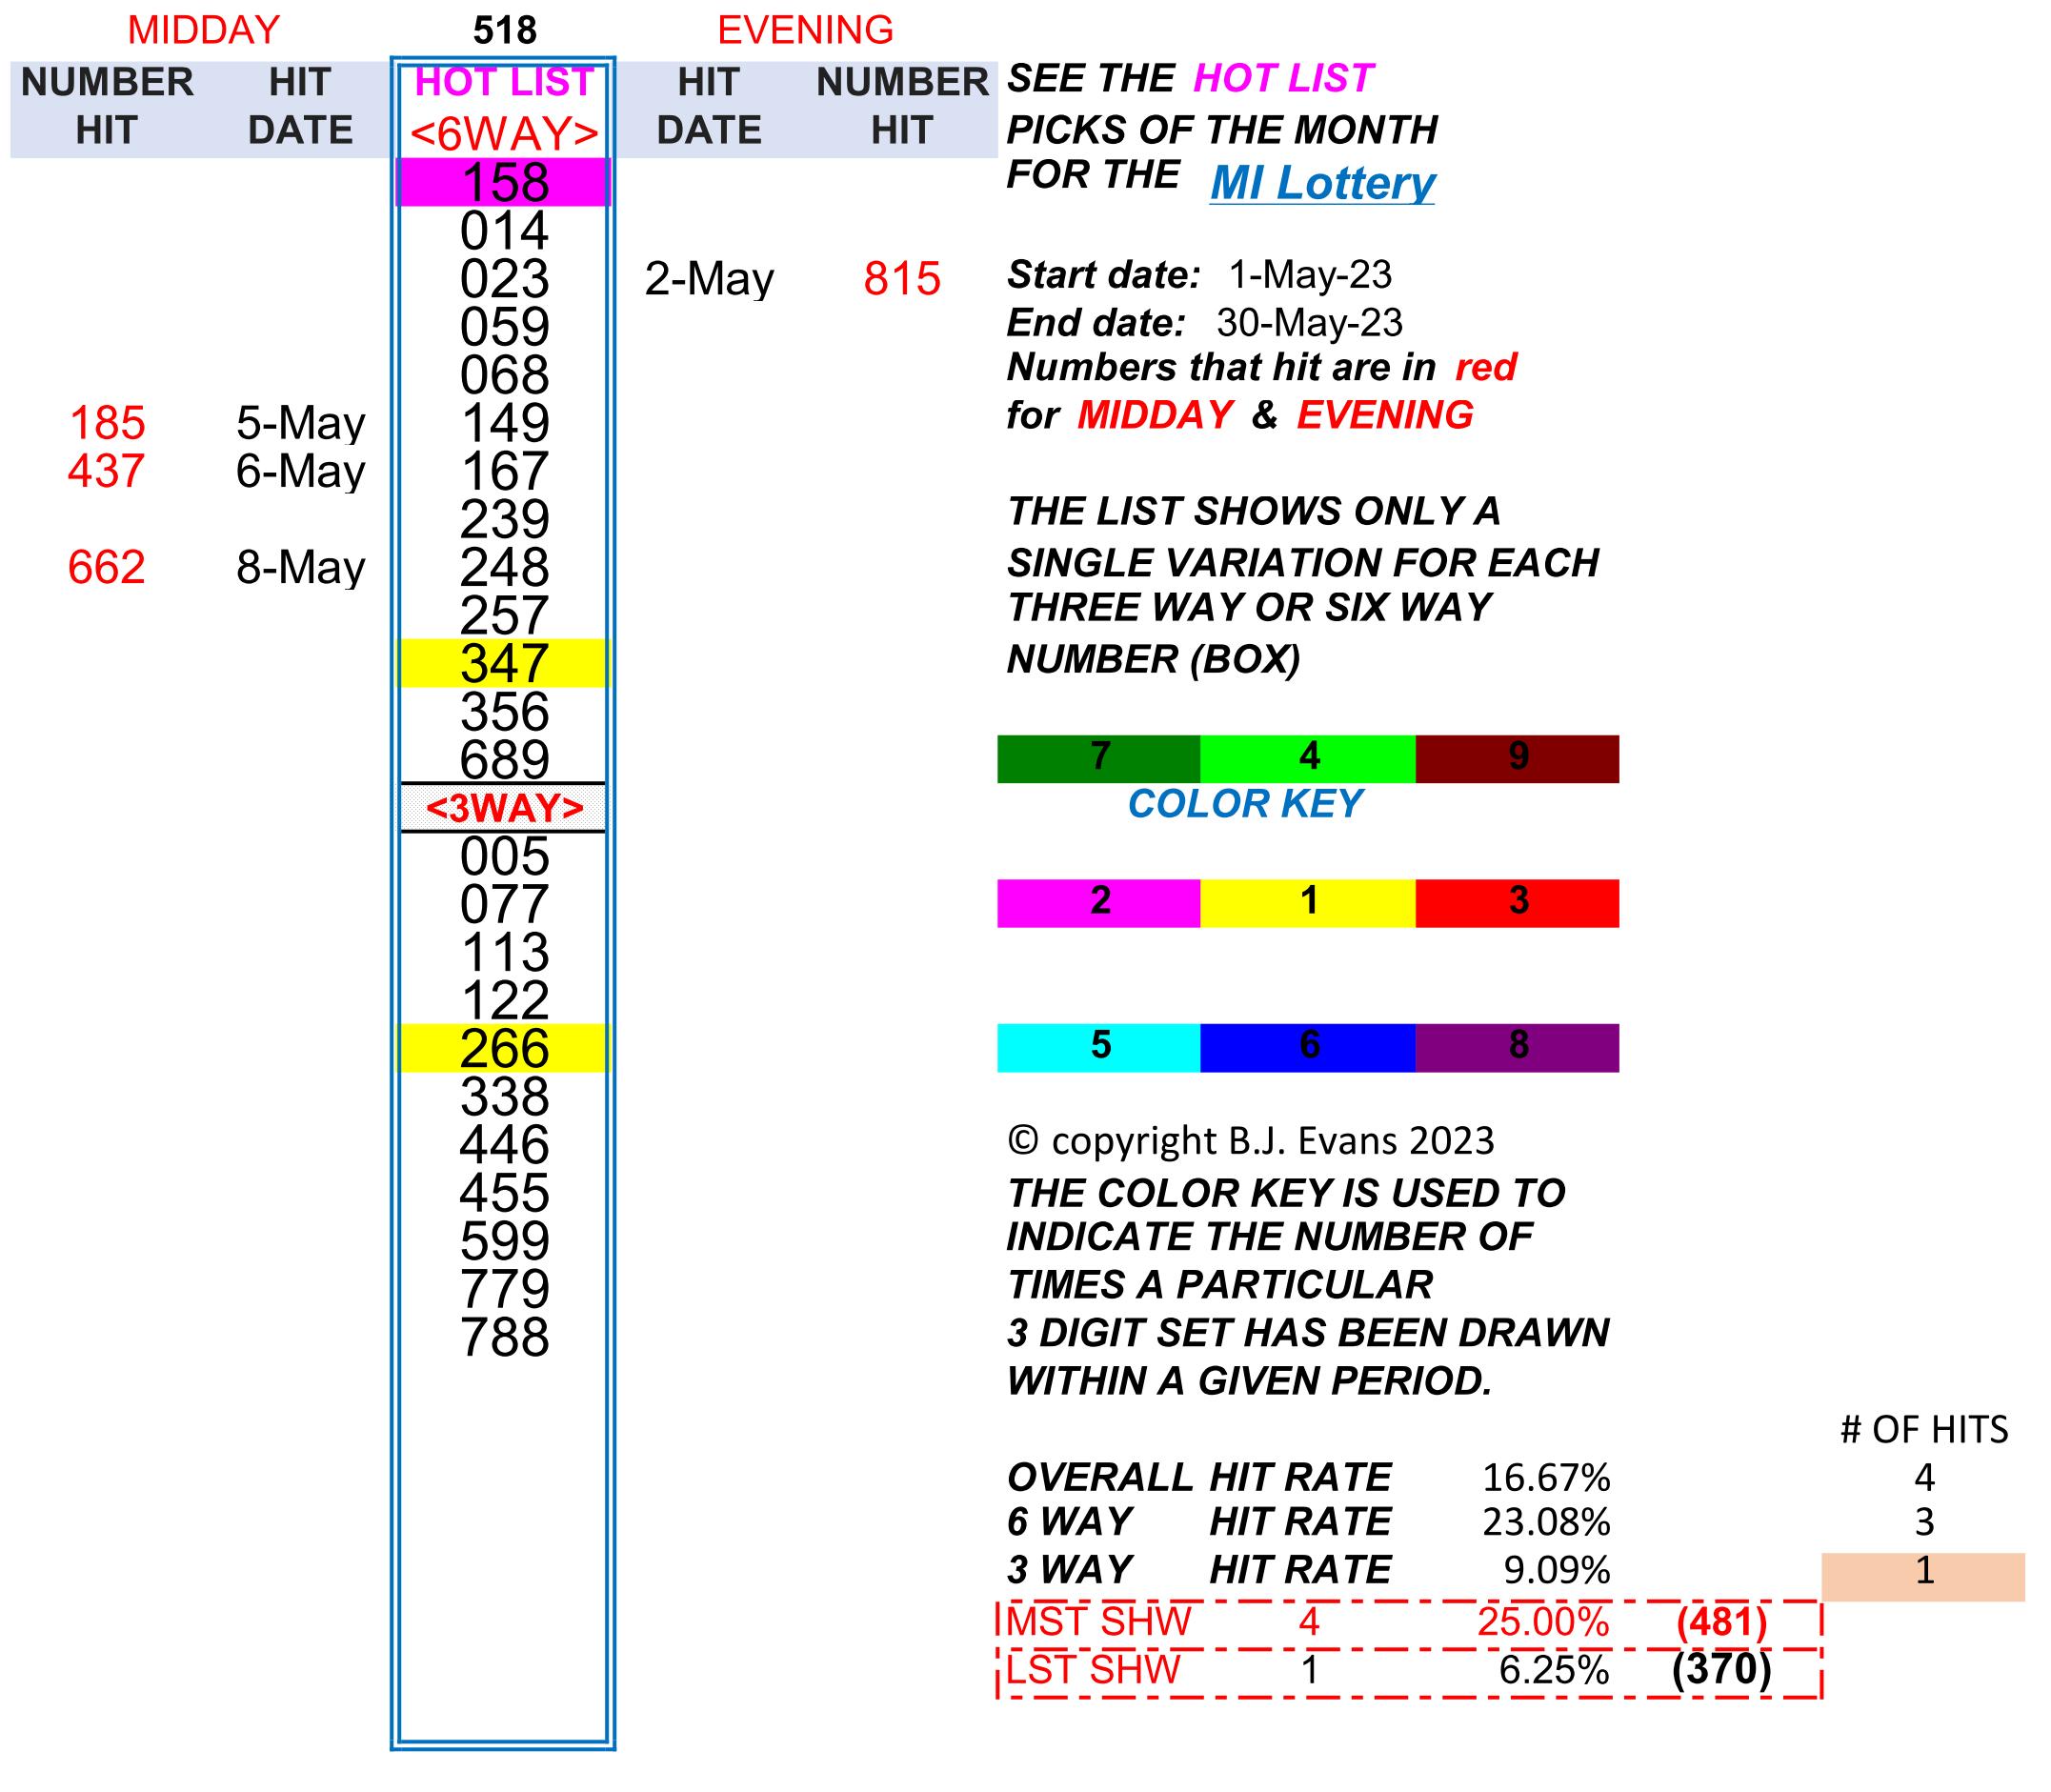 MIDDAY 518 EVENING
NUMBER HIT HOT LIST HIT NUMBER SEE THE HOT LIST
HIT DATE <6WAY> DATE HIT PICKS OF THE MONTH
158 FOR THE MI Lottery
014
023 2-May 815 Start date: 1-May-23
059 End date: 30-May-23
068 Numbers that hit are in red
185 5-May 149 for MIDDAY & EVENING
437 6-May 167
239 THE LIST SHOWS ONLY A
662 8-May 248 SINGLE VARIATION FOR EACH
257 THREE WAY OR SIX WAY
347 NUMBER (BOX)
356
689 7 4 9
<3WAY> COLOR KEY
005
077 2 1 3
113
122
266 5 6 8
338
446 © copyright B.J. Evans 2023
455 THE COLOR KEY IS USED TO
599 INDICATE THE NUMBER OF
779 TIMES A PARTICULAR
788 3 DIGIT SET HAS BEEN DRAWN
WITHIN A GIVEN PERIOD.
# OF HITS
OVERALL HIT RATE 16.67% 4
6 WAY HIT RATE 23.08% 3
3 WAY HIT RATE 9.09% 1
MST SHW 4 25.00% (481)
LST SHW 1 6.25% (370)